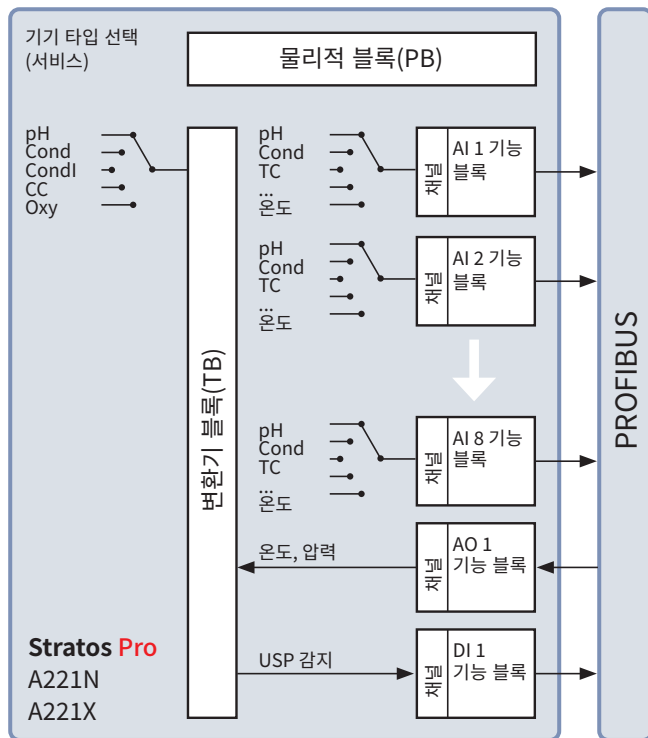 기기 타입 선택
(서비스)
물리적 블록(PB)
pH
Cond
CondI
CC
Oxy
변환기 블록(TB)
pH
Cond
TC
...
온도
채널
AI 1 기능
블록
pH
Cond
TC
...
온도
채널
AI 2 기능
블록
pH
Cond
TC
...
온도
채널
AI 8 기능
블록
온도, 압력
채널
AO 1
기능 블록
USP 감지
채널
DI 1
기능 블록
PROFIBUS
Stratos Pro
A221N
A221X